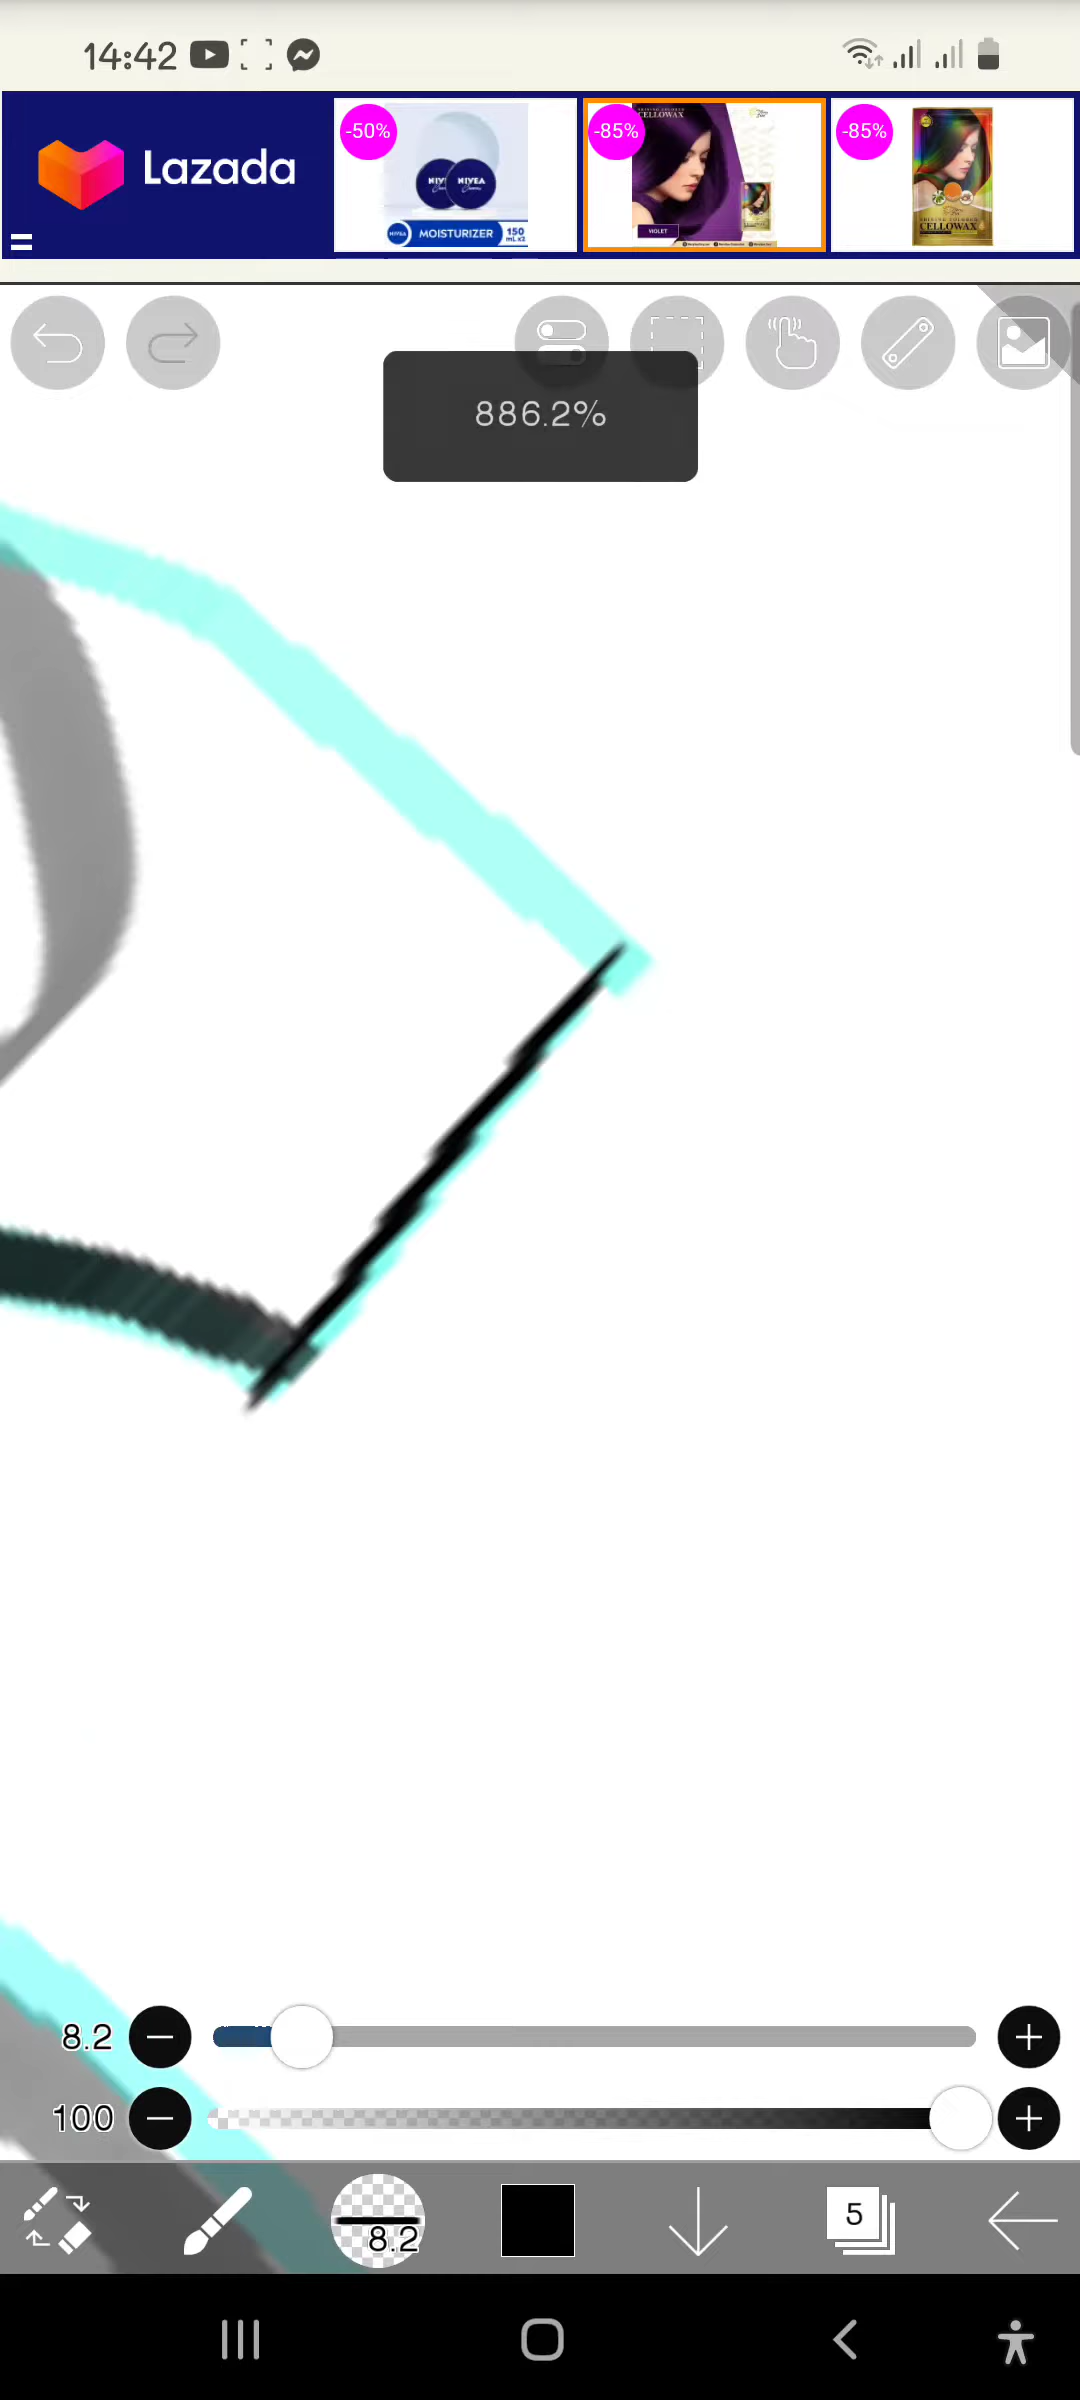 14:42
Lazada
-50%
NIVEA
NIVEA
MOISTURIZER
150
mL x2
-85%
CELLOWAX
VIOLET
-85%
CELLOWAX
886.2%
8.2
100
8.2
5